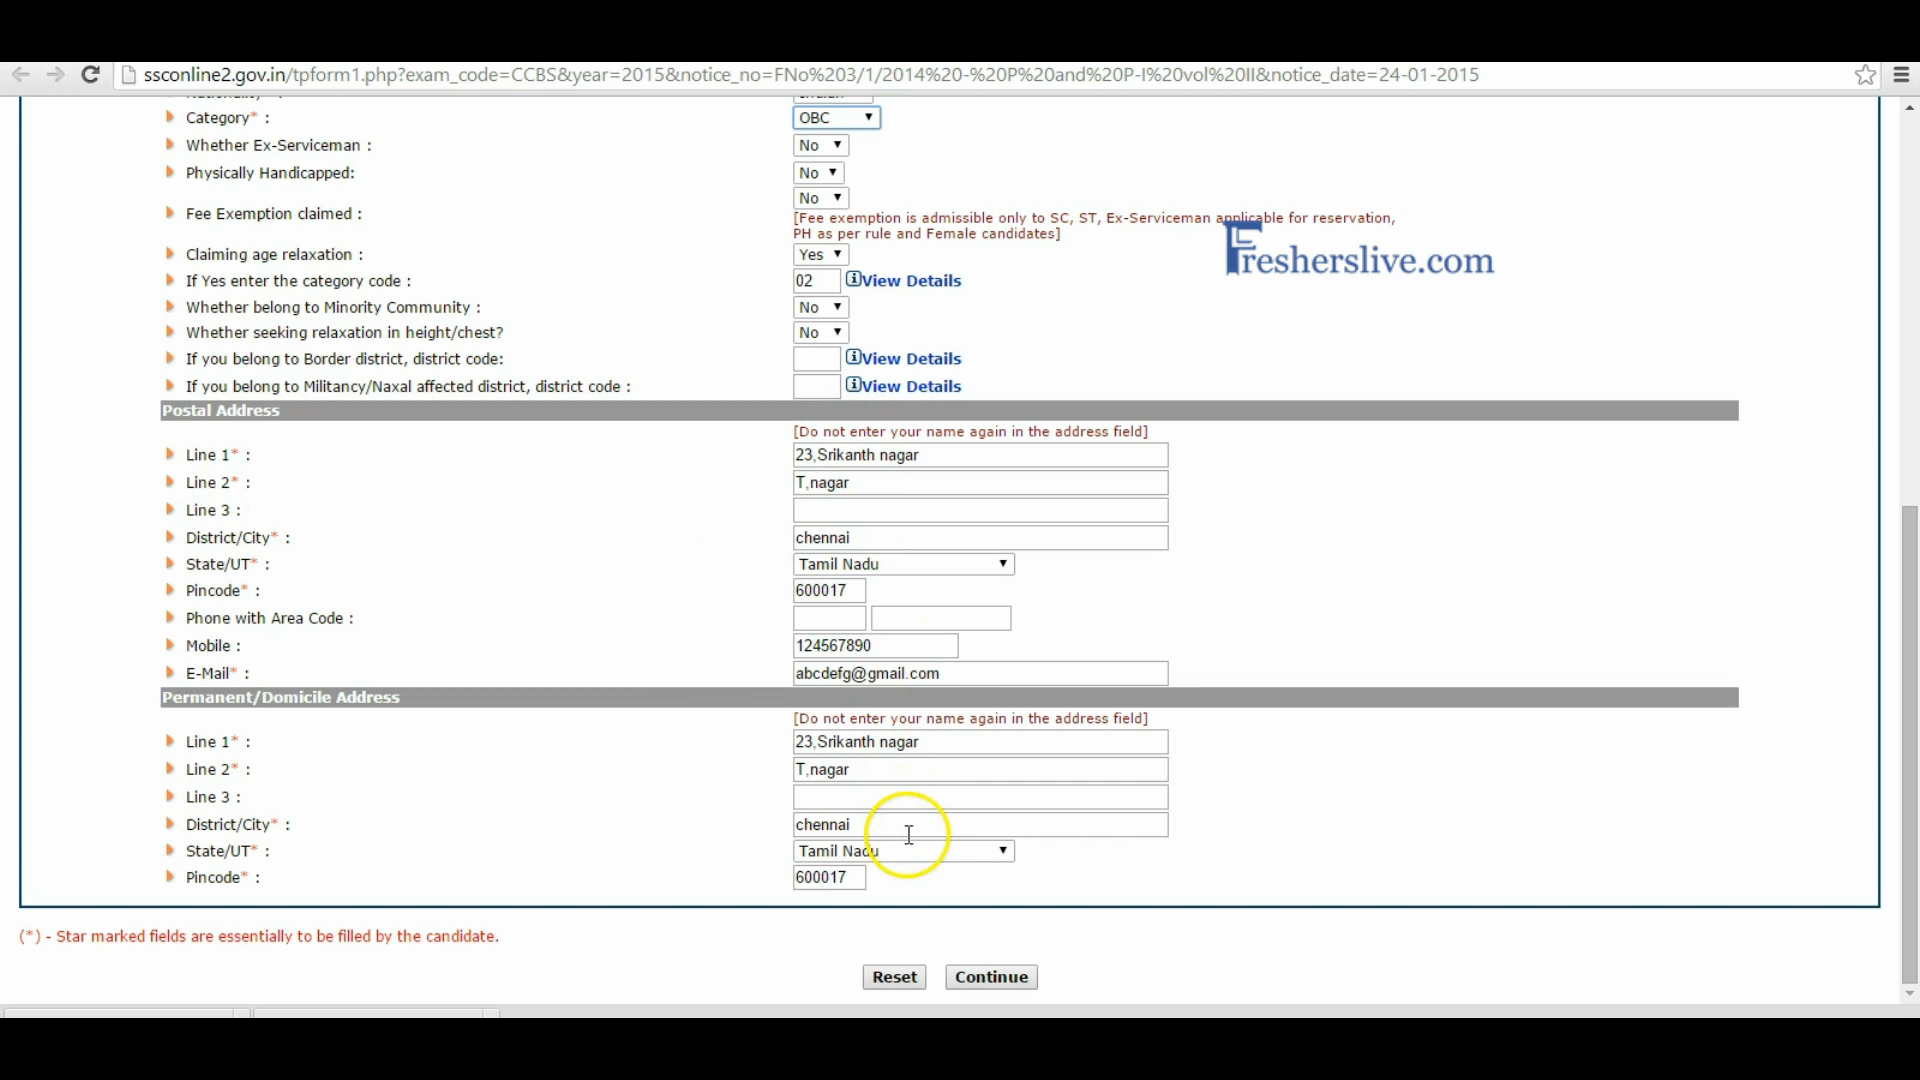 ssconline2.gov.in/tpform1.php?exam_code=CCBS&year=2015&notice_no=FNo%203/1/2014%20-%20P%20and%20P-I%20vol%20II&notice_date=24-01-2015
Category* : OBC
Whether Ex-Serviceman : No
Physically Handicapped: No
Fee Exemption claimed : No
[Fee exemption is admissible only to SC, ST, Ex-Serviceman applicable for reservation,
PH as per rule and Female candidates]
Fresherslive.com
Claiming age relaxation : Yes
If Yes enter the category code : 02 View Details
Whether belong to Minority Community : No
Whether seeking relaxation in height/chest? No
If you belong to Border district, district code: View Details
If you belong to Militancy/Naxal affected district, district code : View Details
Postal Address
[Do not enter your name again in the address field]
Line 1* : 23,Srikanth nagar
Line 2* : T,nagar
Line 3 :
District/City* : chennai
State/UT* : Tamil Nadu
Pincode* : 600017
Phone with Area Code :
Mobile : 124567890
E-Mail* : abcdefg@gmail.com
Permanent/Domicile Address
[Do not enter your name again in the address field]
Line 1* : 23,Srikanth nagar
Line 2* : T,nagar
Line 3 :
District/City* : chennai
State/UT* : Tamil Nadu
Pincode* : 600017
(*) - Star marked fields are essentially to be filled by the candidate.
Reset Continue